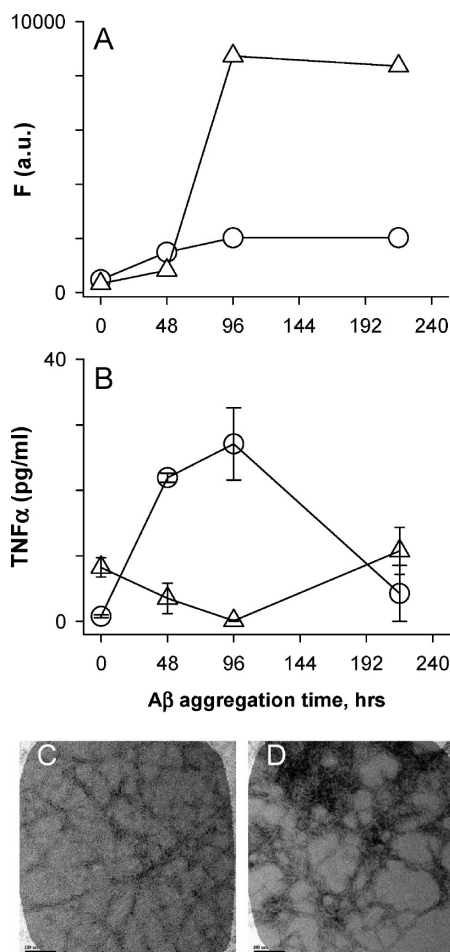 A
10000
F (a.u.)
0
0 48 96 144 192 240
B
40
TNFα (pg/ml)
0
0 48 96 144 192 240
Aβ aggregation time, hrs
C
D